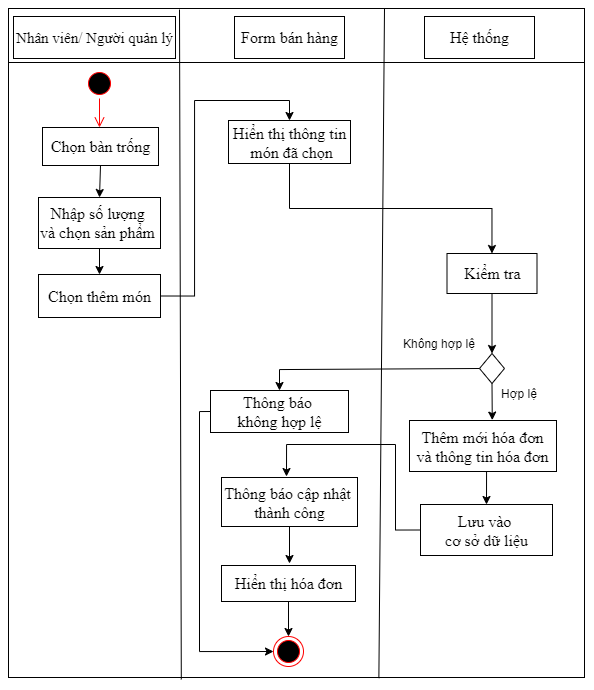 Nhân viên/ Người quản lý
Form bán hàng
Hệ thống
Chọn bàn trống
Nhập số lượng
và chọn sản phẩm
Chọn thêm món
Hiển thị thông tin
món đã chọn
Kiểm tra
Không hợp lệ
Hợp lệ
Thông báo
không hợp lệ
Thêm mới hóa đơn
và thông tin hóa đơn
Lưu vào
cơ sở dữ liệu
Thông báo cập nhật
thành công
Hiển thị hóa đơn